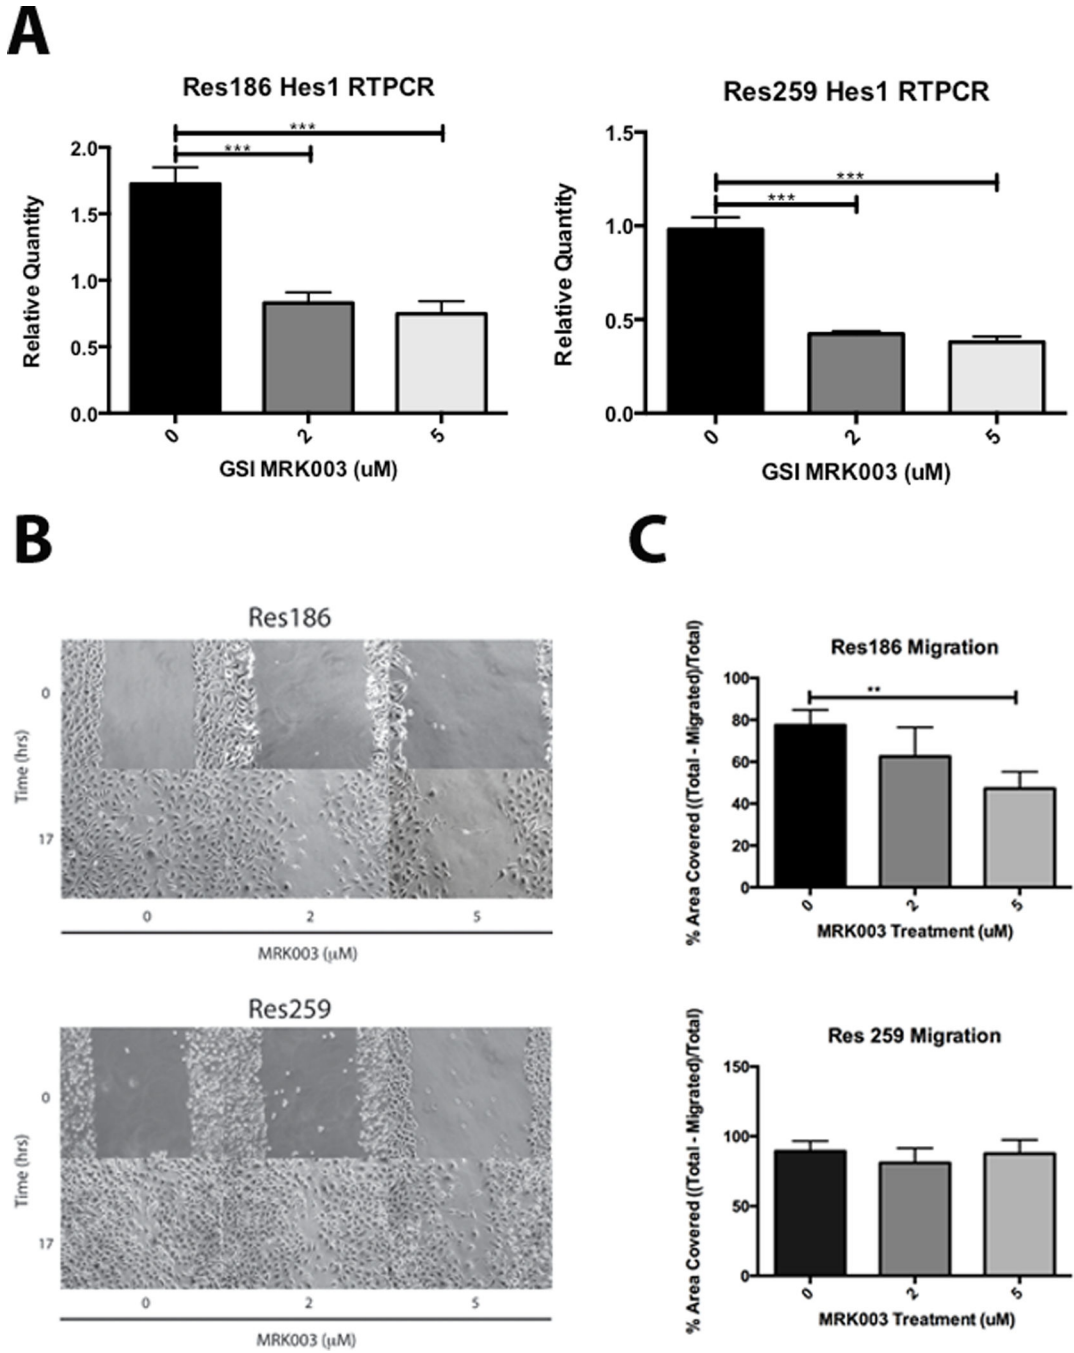 A
Res186 Hes1 RTPCR
Relative Quantity
2.0
1.5
1.0
0.5
0.0
***
***
0
2
5
GSI MRK003 (uM)
Res259 Hes1 RTPCR
Relative Quantity
1.5
1.0
0.5
0.0
***
***
0
2
5
GSI MRK003 (uM)
B
Res186
Time (hrs)
0
17
0
2
5
MRK003 (μM)
Res259
Time (hrs)
0
17
0
2
5
MRK003 (μM)
C
Res186 Migration
% Area Covered ((Total - Migrated)/Total)
100
80
60
40
20
0
**
0
2
5
MRK003 Treatment (uM)
Res 259 Migration
% Area Covered ((Total - Migrated)/Total)
150
100
50
0
0
2
5
MRK003 Treatment (uM)